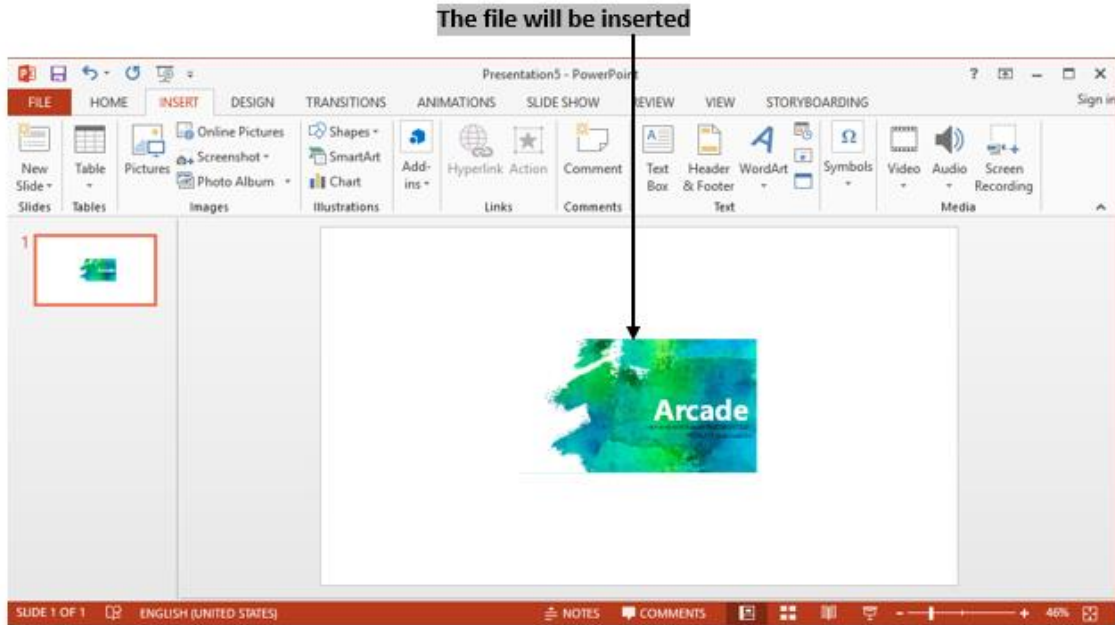 The file will be inserted
Presentation5 - PowerPoint
FILE HOME INSERT DESIGN TRANSITIONS ANIMATIONS SLIDE SHOW REVIEW VIEW STORYBOARDING Sign in
New Slide
Table
Pictures
Online Pictures
Screenshot
Photo Album
Shapes
SmartArt
Chart
Add-ins
Hyperlink
Action
Comment
Text Box
Header & Footer
WordArt
Symbols
Video
Audio
Screen Recording
Slides Tables Images Illustrations Links Comments Text Media
1
Arcade
Arcade
SLIDE 1 OF 1 ENGLISH (UNITED STATES) NOTES COMMENTS 46%